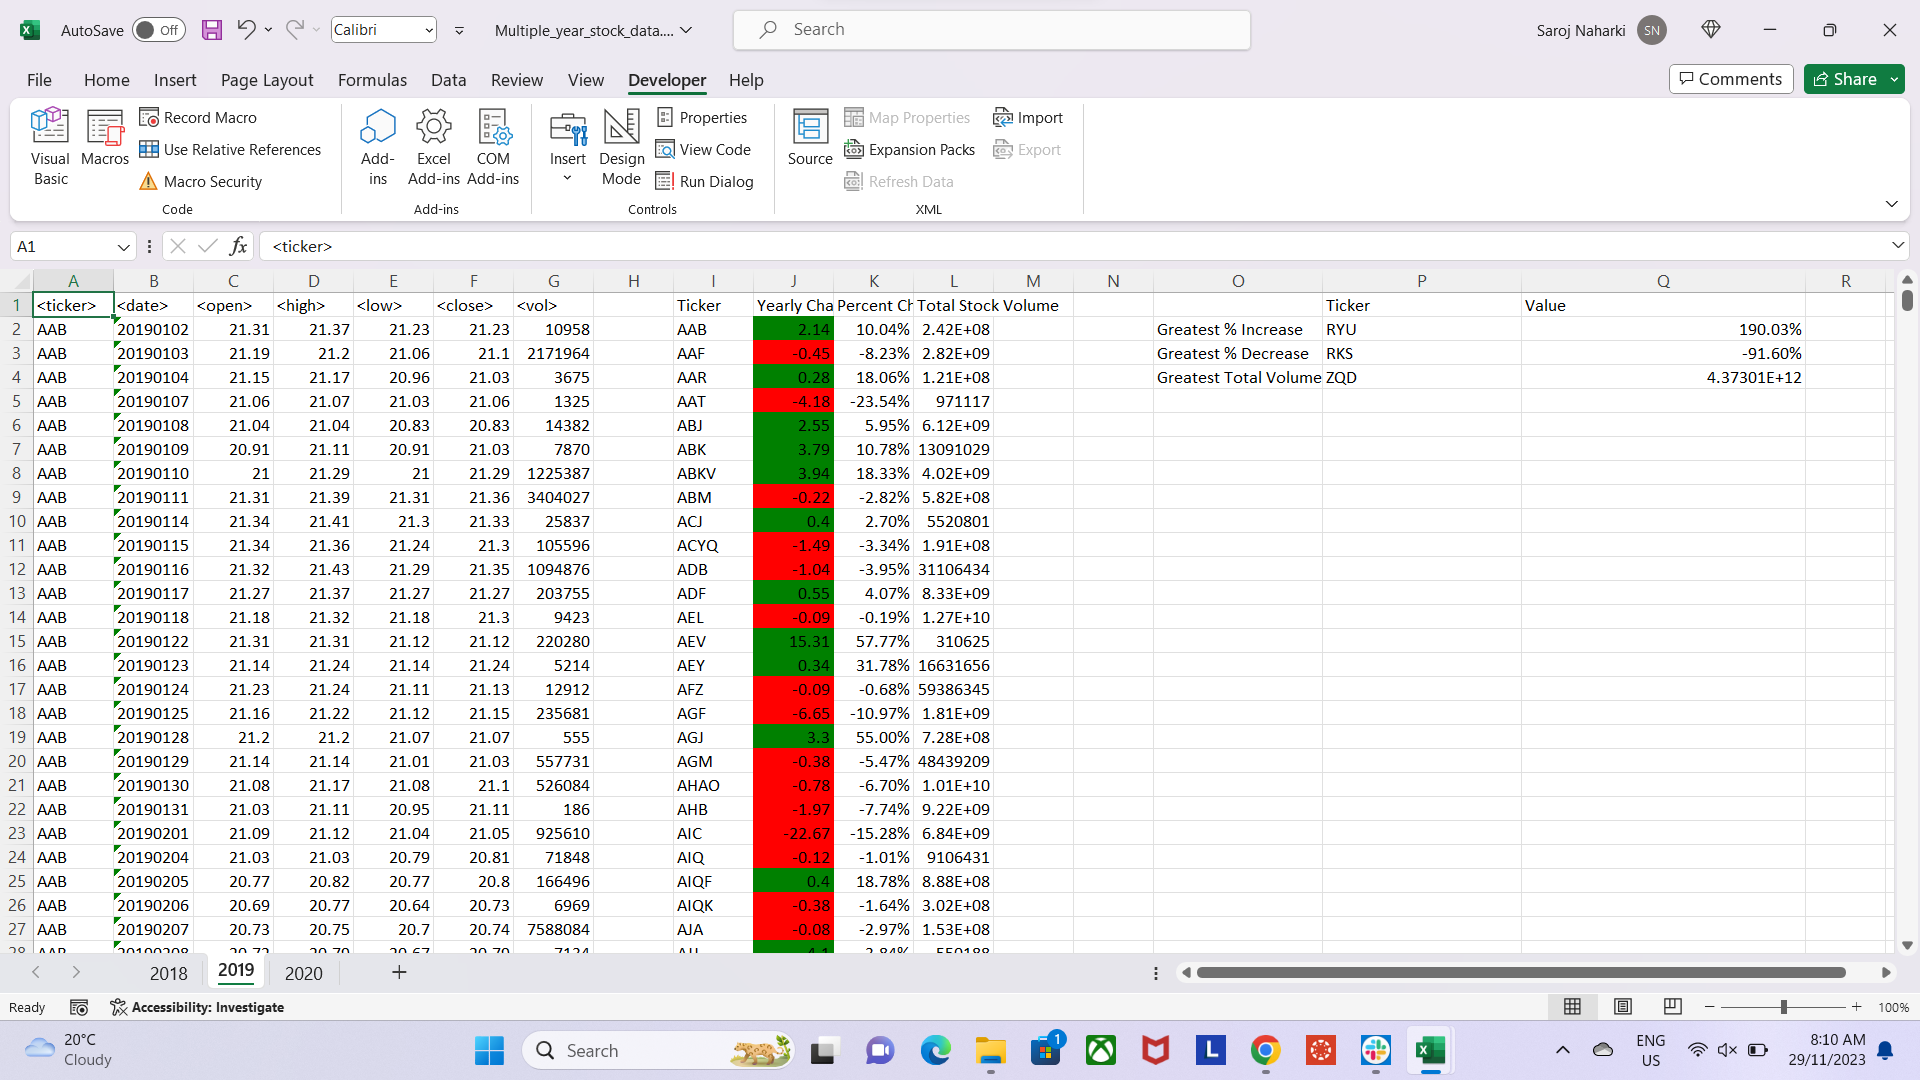 AutoSave Off Calibri Multiple_year_stock_data.... Search Saroj Naharki SN
File Home Insert Page Layout Formulas Data Review View Developer Help Comments Share
Visual Basic
Macros
Record Macro
Use Relative References
Macro Security
Code
Add-ins
Excel Add-ins
COM Add-ins
Add-ins
Insert
Design Mode
Properties
View Code
Run Dialog
Controls
Source
Map Properties
Expansion Packs
Refresh Data
Import
Export
XML
A1 fx <ticker>
A B C D E F G H I J K L M N O P Q R
1 <ticker> <date> <open> <high> <low> <close> <vol> Ticker Yearly Cha Percent Ch Total Stock Volume Ticker Value
2 AAB 20190102 21.31 21.37 21.23 21.23 10958 AAB 2.14 10.04% 2.42E+08 Greatest % Increase RYU 190.03%
3 AAB 20190103 21.19 21.2 21.06 21.1 2171964 AAF -0.45 -8.23% 2.82E+09 Greatest % Decrease RKS -91.60%
4 AAB 20190104 21.15 21.17 20.96 21.03 3675 AAR 0.28 18.06% 1.21E+08 Greatest Total Volume ZQD 4.37301E+12
5 AAB 20190107 21.06 21.07 21.03 21.06 1325 AAT -4.18 -23.54% 971117
6 AAB 20190108 21.04 21.04 20.83 20.83 14382 ABJ 2.55 5.95% 6.12E+09
7 AAB 20190109 20.91 21.11 20.91 21.03 7870 ABK 3.79 10.78% 13091029
8 AAB 20190110 21 21.29 21 21.29 1225387 ABKV 3.94 18.33% 4.02E+09
9 AAB 20190111 21.31 21.39 21.31 21.36 3404027 ABM -0.22 -2.82% 5.82E+08
10 AAB 20190114 21.34 21.41 21.3 21.33 25837 ACJ 0.4 2.70% 5520801
11 AAB 20190115 21.34 21.36 21.24 21.3 105596 ACYQ -1.49 -3.34% 1.91E+08
12 AAB 20190116 21.32 21.43 21.29 21.35 1094876 ADB -1.04 -3.95% 31106434
13 AAB 20190117 21.27 21.37 21.27 21.27 203755 ADF 0.55 4.07% 8.33E+09
14 AAB 20190118 21.18 21.32 21.18 21.3 9423 AEL -0.09 -0.19% 1.27E+10
15 AAB 20190122 21.31 21.31 21.12 21.12 220280 AEV 15.31 57.77% 310625
16 AAB 20190123 21.14 21.24 21.14 21.24 5214 AEY 0.34 31.78% 16631656
17 AAB 20190124 21.23 21.24 21.11 21.13 12912 AFZ -0.09 -0.68% 59386345
18 AAB 20190125 21.16 21.22 21.12 21.15 235681 AGF -6.65 -10.97% 1.81E+09
19 AAB 20190128 21.2 21.2 21.07 21.07 555 AGJ 3.3 55.00% 7.28E+08
20 AAB 20190129 21.14 21.14 21.01 21.03 557731 AGM -0.38 -5.47% 48439209
21 AAB 20190130 21.08 21.17 21.08 21.1 526084 AHAO -0.78 -6.70% 1.01E+10
22 AAB 20190131 21.03 21.11 20.95 21.11 186 AHB -1.97 -7.74% 9.22E+09
23 AAB 20190201 21.09 21.12 21.04 21.05 925610 AIC -22.67 -15.28% 6.84E+09
24 AAB 20190204 21.03 21.03 20.79 20.81 71848 AIQ -0.12 -1.01% 9106431
25 AAB 20190205 20.77 20.82 20.77 20.8 166496 AIQF 0.4 18.78% 8.88E+08
26 AAB 20190206 20.69 20.77 20.64 20.73 6969 AIQK -0.38 -1.64% 3.02E+08
27 AAB 20190207 20.73 20.75 20.7 20.74 7588084 AJA -0.08 -2.97% 1.53E+08
28 AAB 20190208
2018 2019 2020
Ready Accessibility: Investigate 100%
20°C
Cloudy
Search
1
ENG
US
8:10 AM
29/11/2023